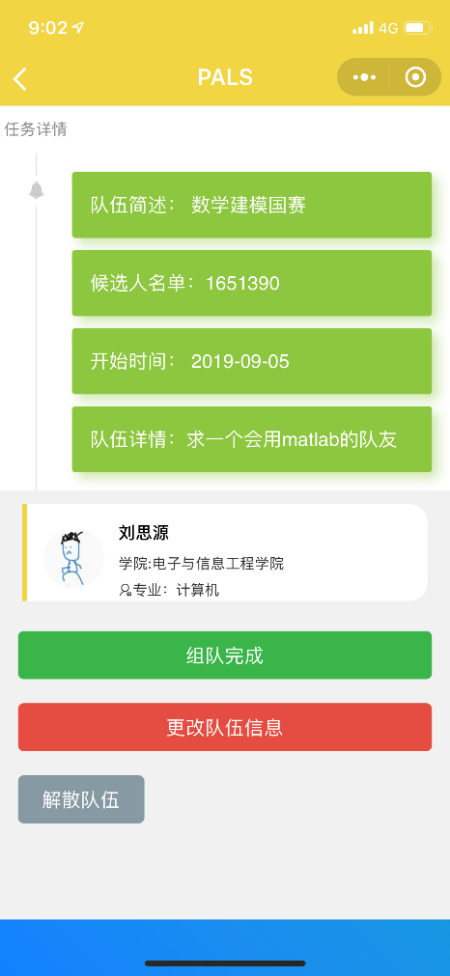 9:02
4G
PALS
任务详情
队伍简述： 数学建模国赛
候选人名单：1651390
开始时间： 2019-09-05
队伍详情：求一个会用matlab的队友
刘思源
学院:电子与信息工程学院
专业：计算机
组队完成
更改队伍信息
解散队伍